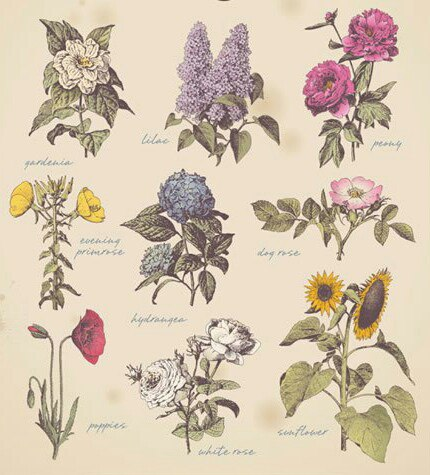 gardenia
lilac
peony
evening
primrose
hydrangea
dog rose
poppies
white rose
sunflower